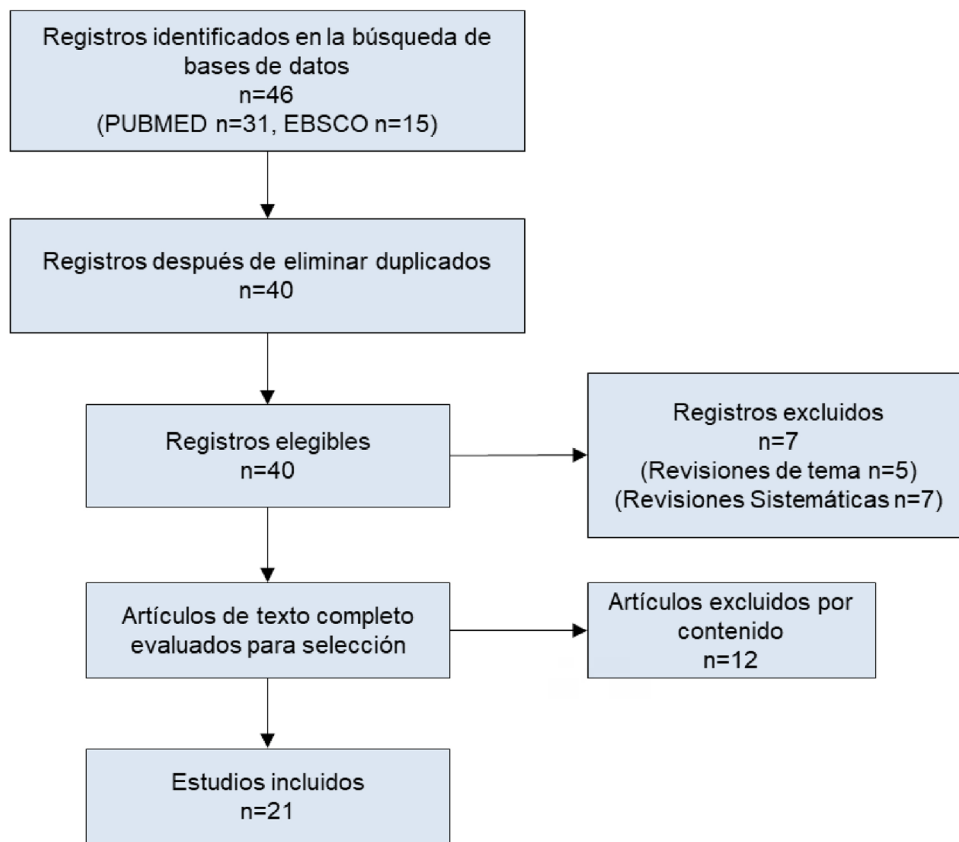 Registros identificados en la búsqueda de
bases de datos
n=46
(PUBMED n=31, EBSCO n=15)
Registros después de eliminar duplicados
n=40
Registros elegibles
n=40
Registros excluidos
n=7
(Revisiones de tema n=5)
(Revisiones Sistemáticas n=7)
Artículos de texto completo
evaluados para selección
Artículos excluidos por
contenido
n=12
Estudios incluidos
n=21